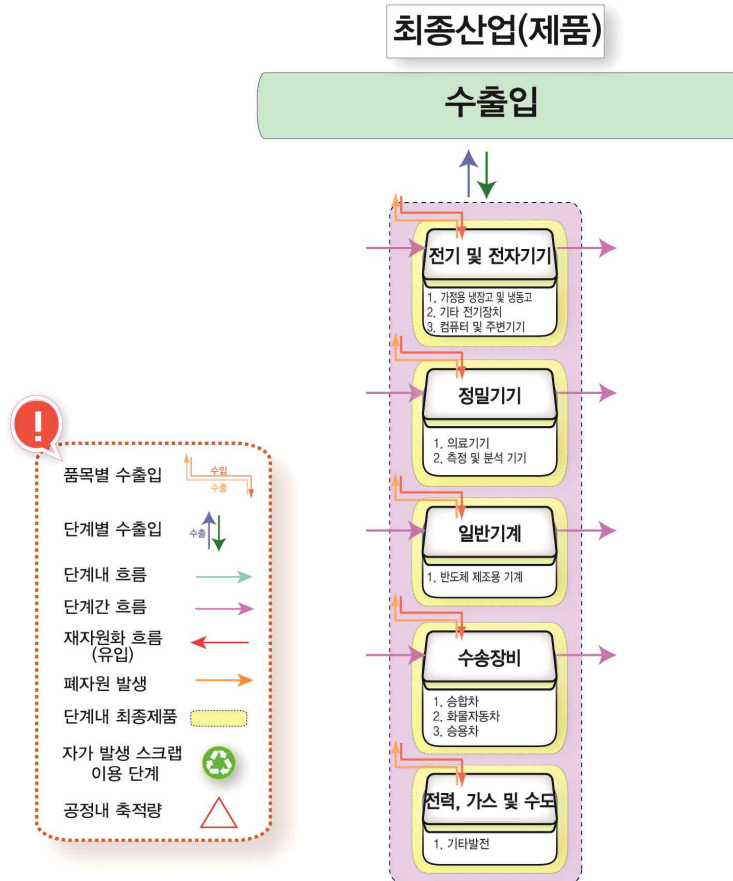 최종산업(제품)
수출입
전기 및 전자기기
1. 가정용 냉장고 및 냉동고
2. 기타 전기장치
3. 컴퓨터 및 주변기기
정밀기기
1. 의료기기
2. 측정 및 분석 기기
일반기계
1. 반도체 제조용 기계
수송장비
1. 승합차
2. 화물자동차
3. 승용차
전력, 가스 및 수도
1. 기타발전
!
품목별 수출입
수입
수출
단계별 수출입
수출
단계내 흐름
단계간 흐름
재자원화 흐름
(유입)
폐자원 발생
단계내 최종제품
자가 발생 스크랩
이용 단계
공정내 축적량